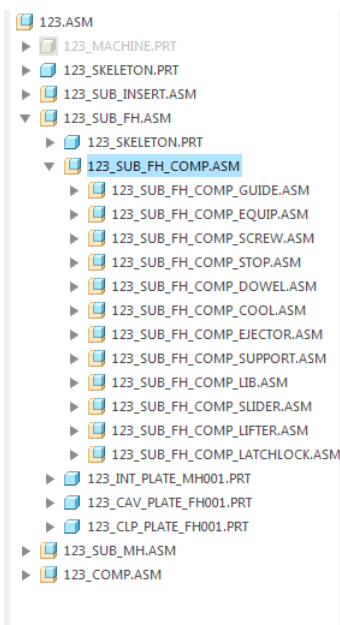 123.ASM
123_MACHINE.PRT
123_SKELETON.PRT
123_SUB_INSERT.ASM
123_SUB_FH.ASM
123_SKELETON.PRT
123_SUB_FH_COMP.ASM
123_SUB_FH_COMP_GUIDE.ASM
123_SUB_FH_COMP_EQUIP.ASM
123_SUB_FH_COMP_SCREW.ASM
123_SUB_FH_COMP_STOP.ASM
123_SUB_FH_COMP_DOWEL.ASM
123_SUB_FH_COMP_COOL.ASM
123_SUB_FH_COMP_EJECTOR.ASM
123_SUB_FH_COMP_SUPPORT.ASM
123_SUB_FH_COMP_LIB.ASM
123_SUB_FH_COMP_SLIDER.ASM
123_SUB_FH_COMP_LIFTER.ASM
123_SUB_FH_COMP_LATCHLOCK.ASM
123_INT_PLATE_MH001.PRT
123_CAV_PLATE_FH001.PRT
123_CLP_PLATE_FH001.PRT
123_SUB_MH.ASM
123_COMP.ASM